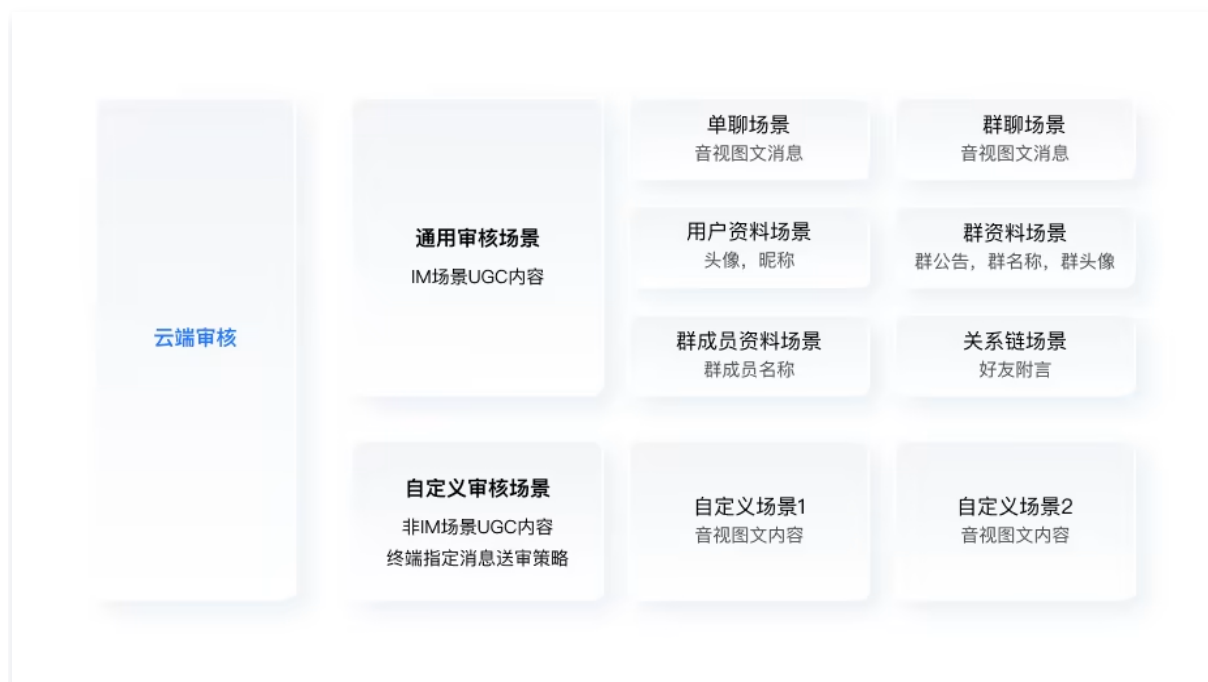 云端审核
通用审核场景
IM场景UGC内容
单聊场景
音视图文消息
群聊场景
音视图文消息
用户资料场景
头像，昵称
群资料场景
群公告，群名称，群头像
群成员资料场景
群成员名称
关系链场景
好友附言
自定义审核场景
非IM场景UGC内容
终端指定消息送审策略
自定义场景1
音视图文内容
自定义场景2
音视图文内容